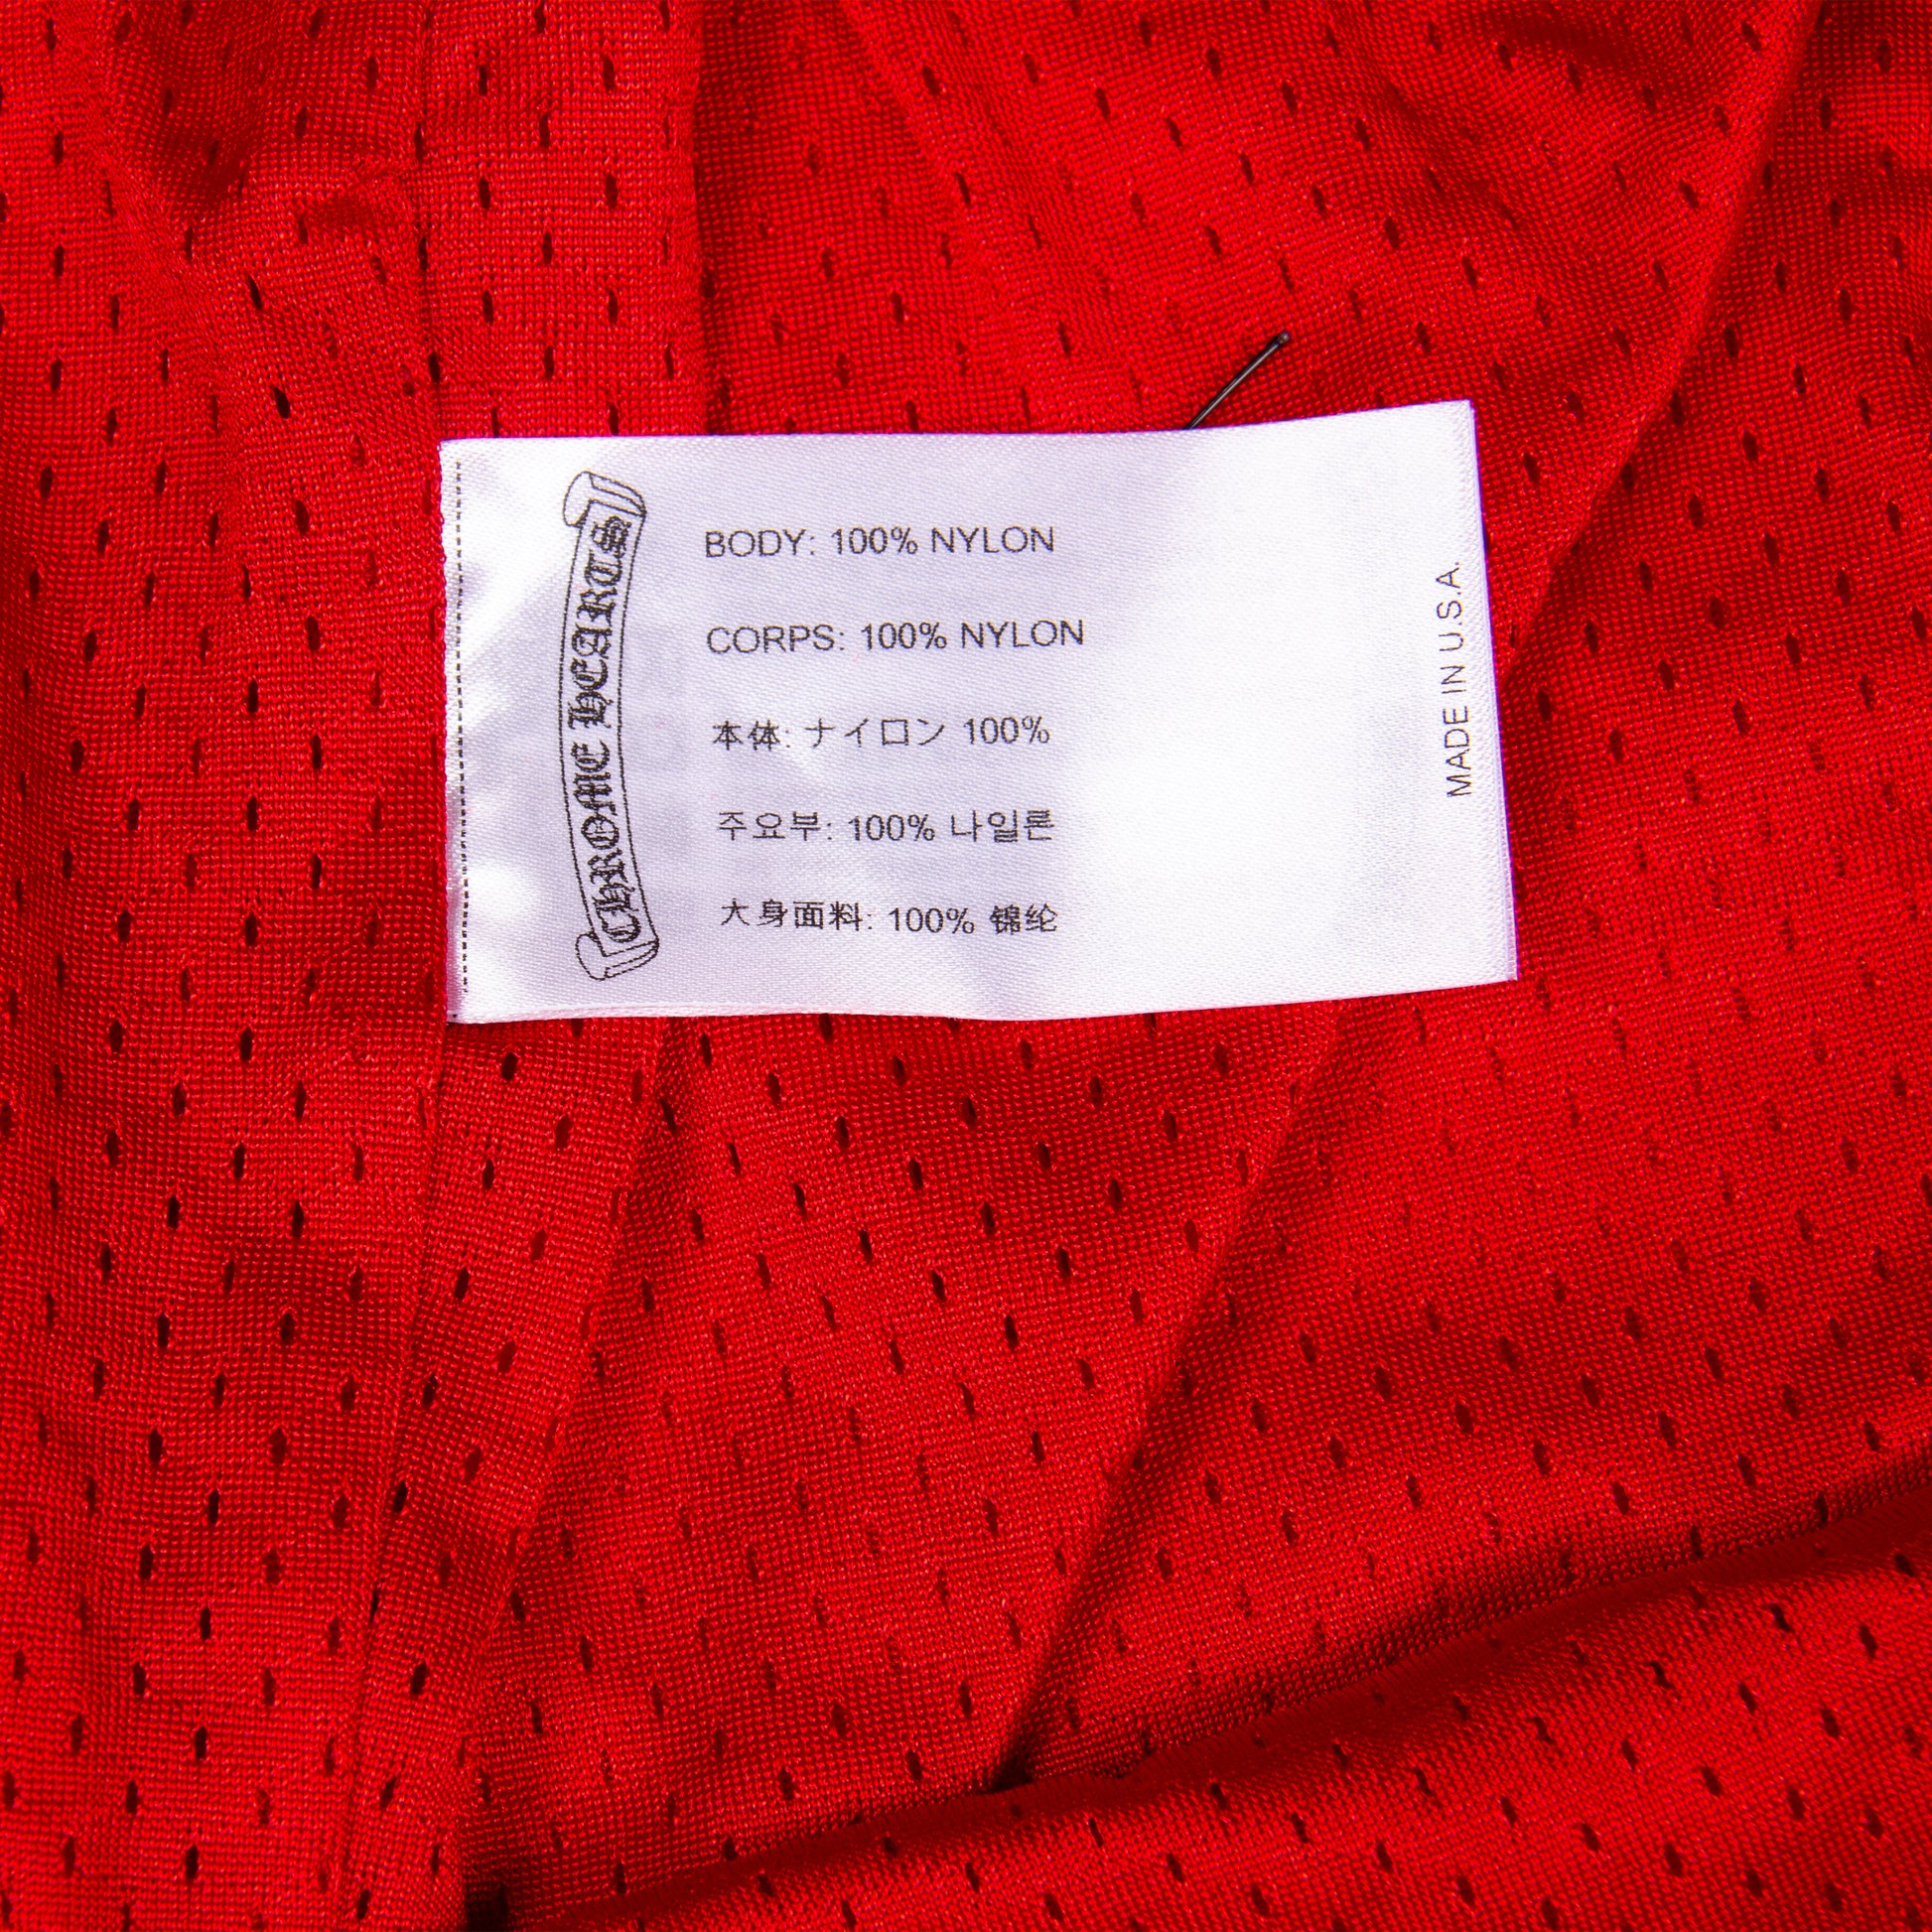 CHROME HEARTS
BODY: 100% NYLON
CORPS: 100% NYLON
本体: ナイロン 100%
주요부: 100% 나일론
大身面料: 100% 锦纶
MADE IN U.S.A.